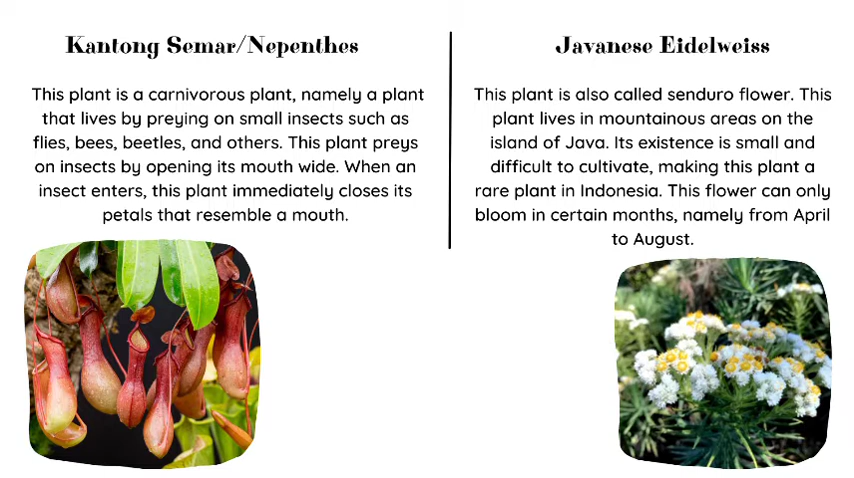 Kantong Semar/Nepenthes
This plant is a carnivorous plant, namely a plant
that lives by preying on small insects such as
flies, bees, beetles, and others. This plant preys
on insects by opening its mouth wide. When an
insect enters, this plant immediately closes its
petals that resemble a mouth.
Javanese Eidelweiss
This plant is also called senduro flower. This
plant lives in mountainous areas on the
island of Java. Its existence is small and
difficult to cultivate, making this plant a
rare plant in Indonesia. This flower can only
bloom in certain months, namely from April
to August.